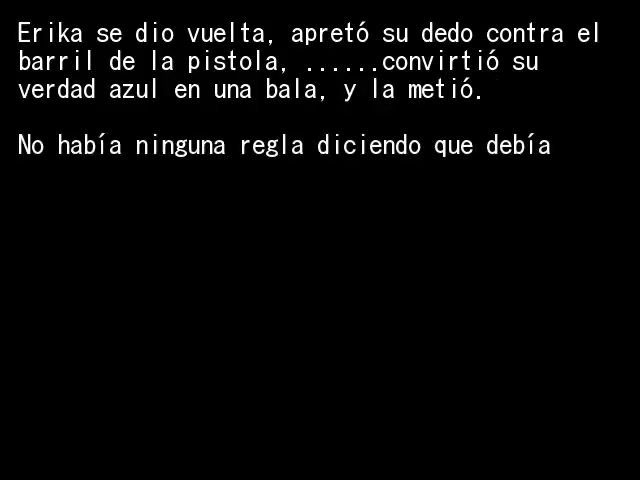 Erika se dio vuelta, apretó su dedo contra el
barril de la pistola, ......convirtió su
verdad azul en una bala, y la metió.
No había ninguna regla diciendo que debía